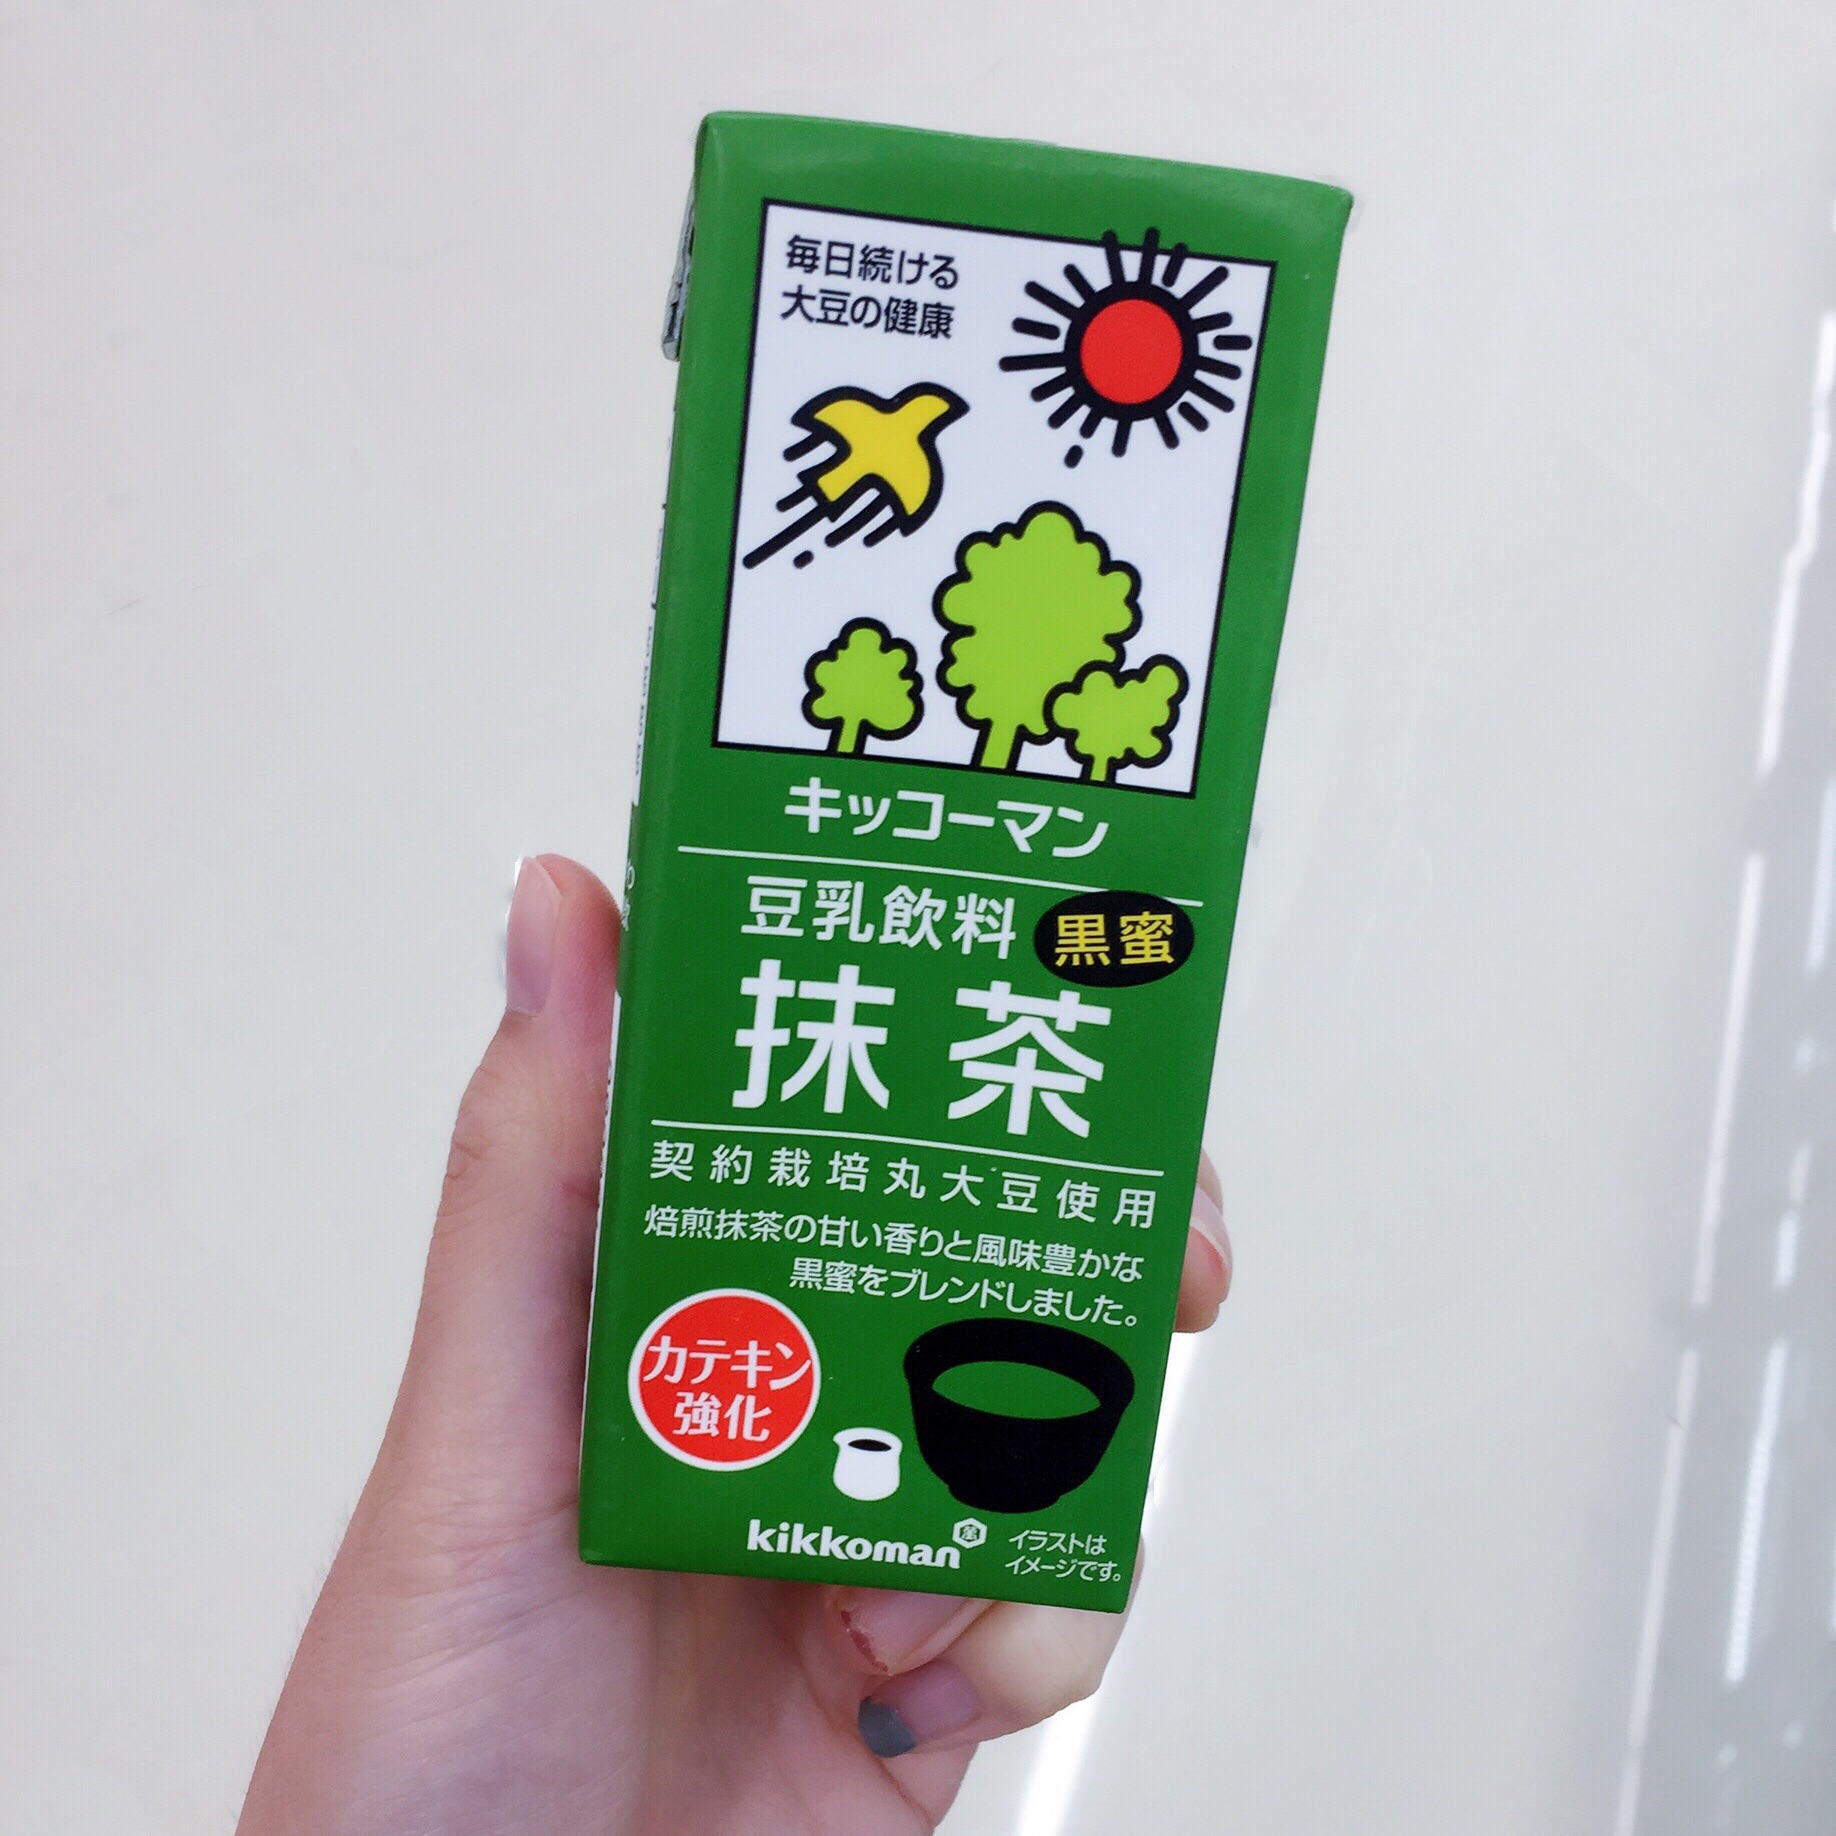 毎日続ける
大豆の健康
キッコーマン
豆乳飲料 黒蜜
抹茶
契約栽培丸大豆使用
焙煎抹茶の甘い香りと風味豊かな
黒蜜をブレンドしました。
カテキン
強化
kikkoman 萬
イラストは
イメージです。